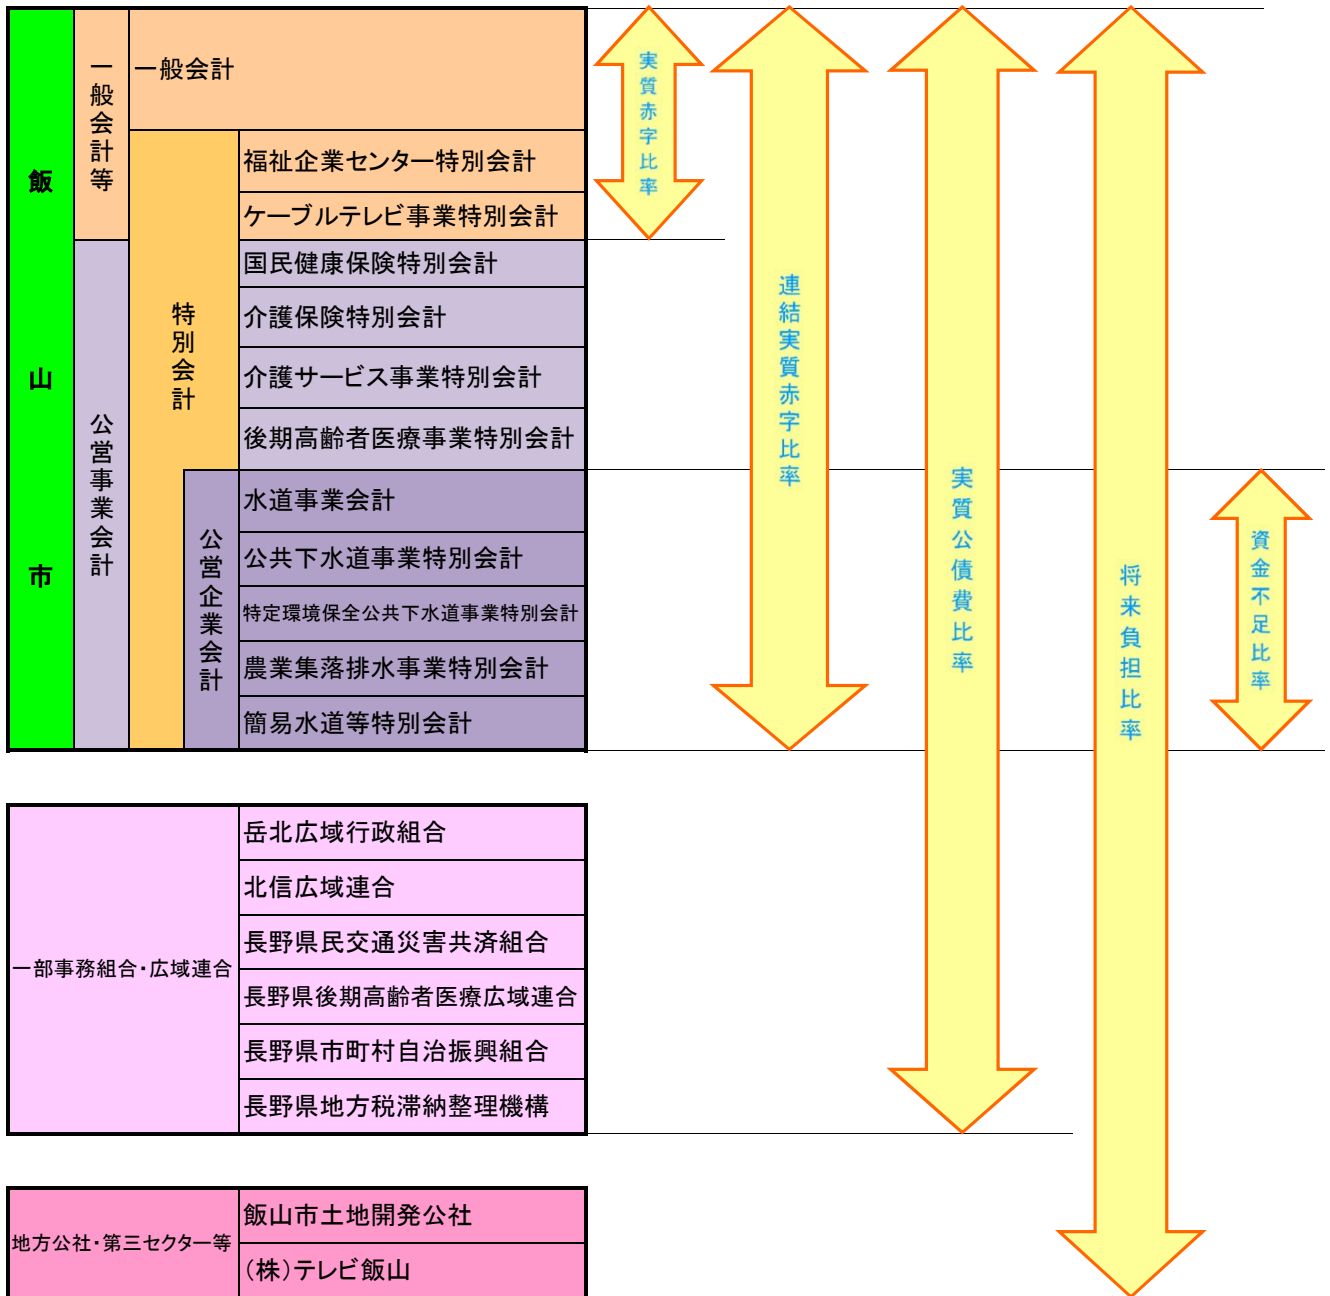 飯山市
一般会計等
一般会計
特別会計
福祉企業センター特別会計
ケーブルテレビ事業特別会計
公営事業会計
国民健康保険特別会計
介護保険特別会計
介護サービス事業特別会計
後期高齢者医療事業特別会計
公営企業会計
水道事業会計
公共下水道事業特別会計
特定環境保全公共下水道事業特別会計
農業集落排水事業特別会計
簡易水道等特別会計
実質赤字比率
連結実質赤字比率
実質公債費比率
将来負担比率
資金不足比率
一部事務組合・広域連合
岳北広域行政組合
北信広域連合
長野県民交通災害共済組合
長野県後期高齢者医療広域連合
長野県市町村自治振興組合
長野県地方税滞納整理機構
地方公社・第三セクター等
飯山市土地開発公社
（株）テレビ飯山